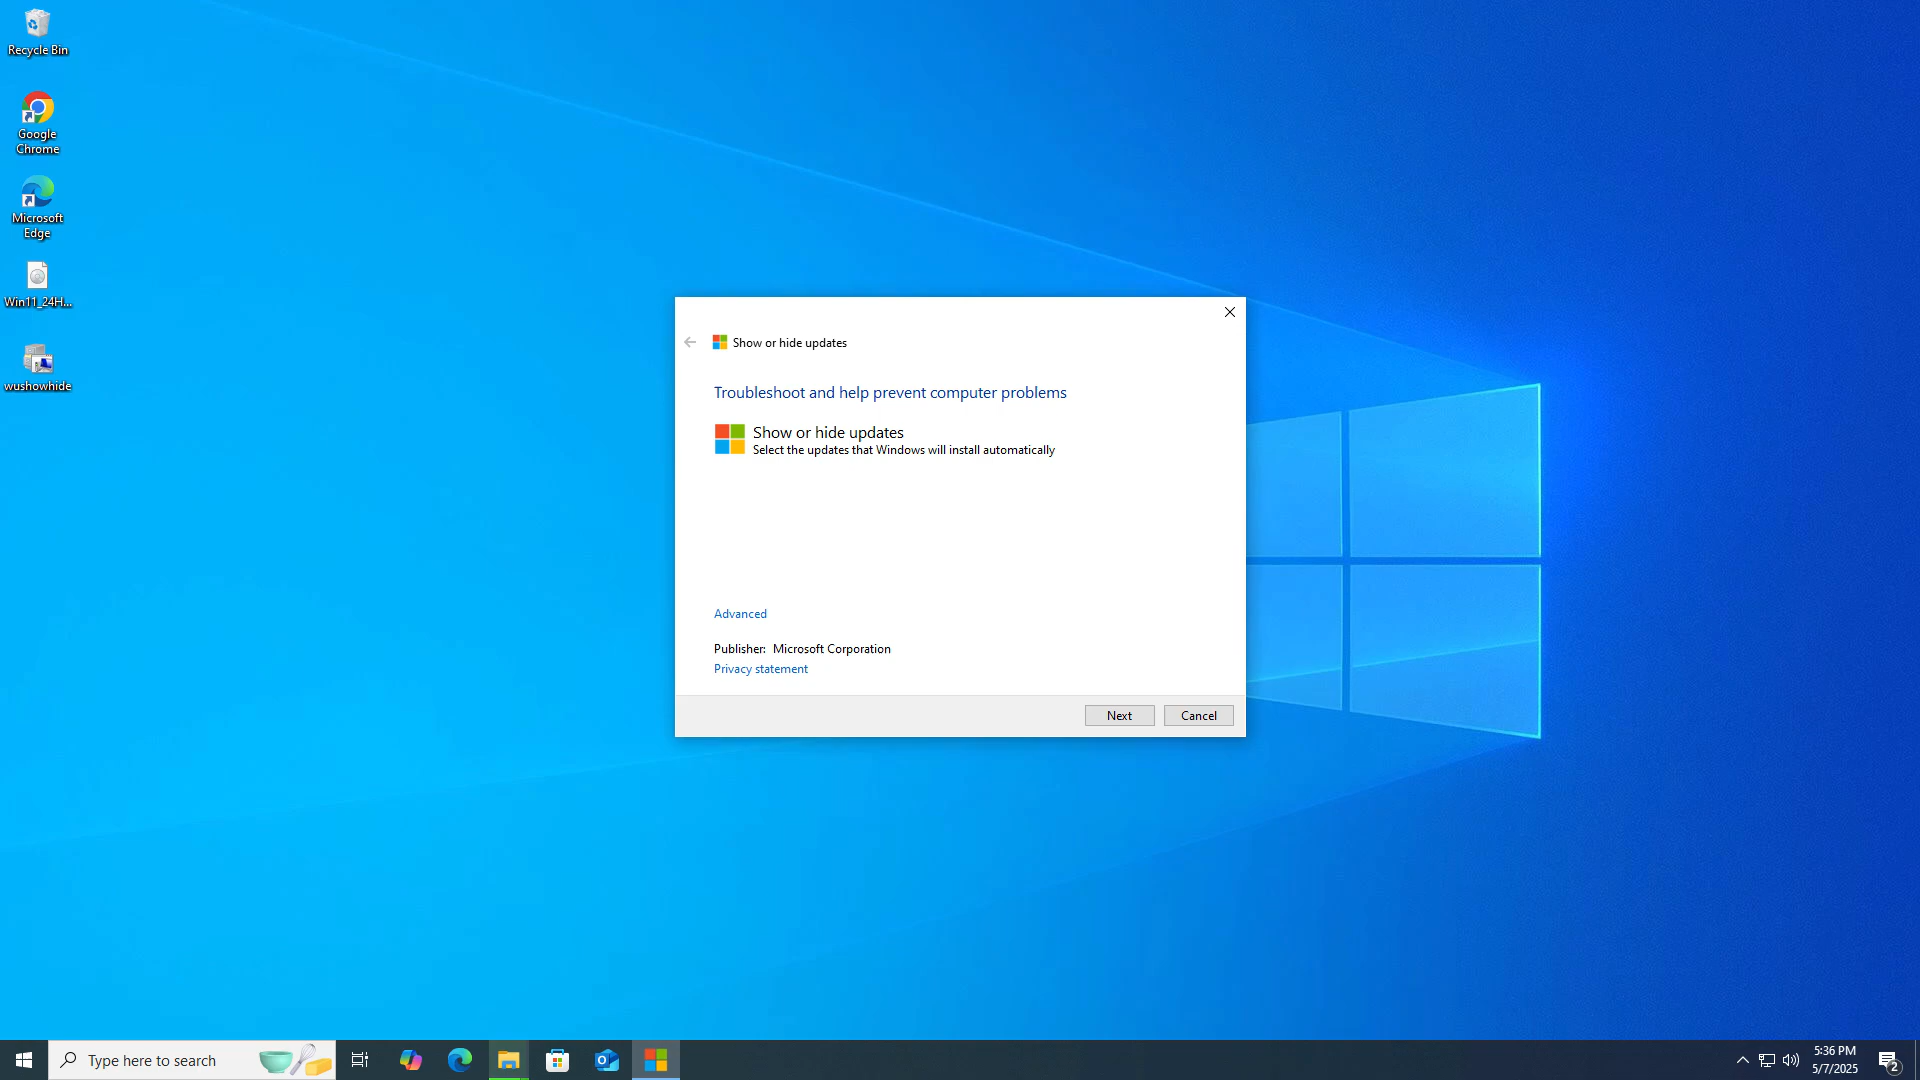 Recycle Bin
Google
Chrome
Microsoft
Edge
Win11_24H...
wushowhide
Show or hide updates
Troubleshoot and help prevent computer problems
Show or hide updates
Select the updates that Windows will install automatically
Advanced
Publisher: Microsoft Corporation
Privacy statement
Next
Cancel
Type here to search
5:36 PM
5/7/2025
2